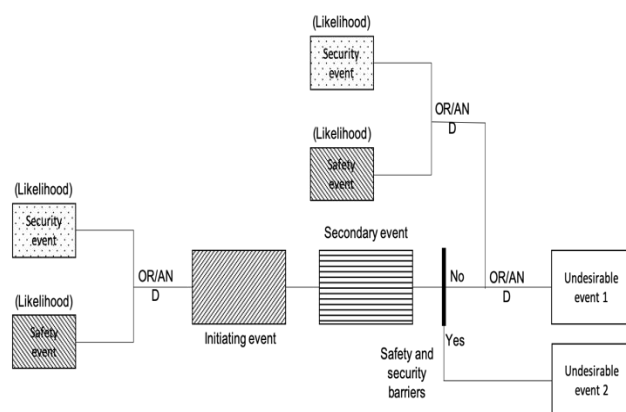 (Likelihood)
Security
event
OR/AN
D
(Likelihood)
Safety
event
(Likelihood)
Security
event
OR/AN
D
(Likelihood)
Safety
event
Initiating event
Secondary event
No
Yes
Safety and
security
barriers
OR/AN
D
Undesirable
event 1
Undesirable
event 2